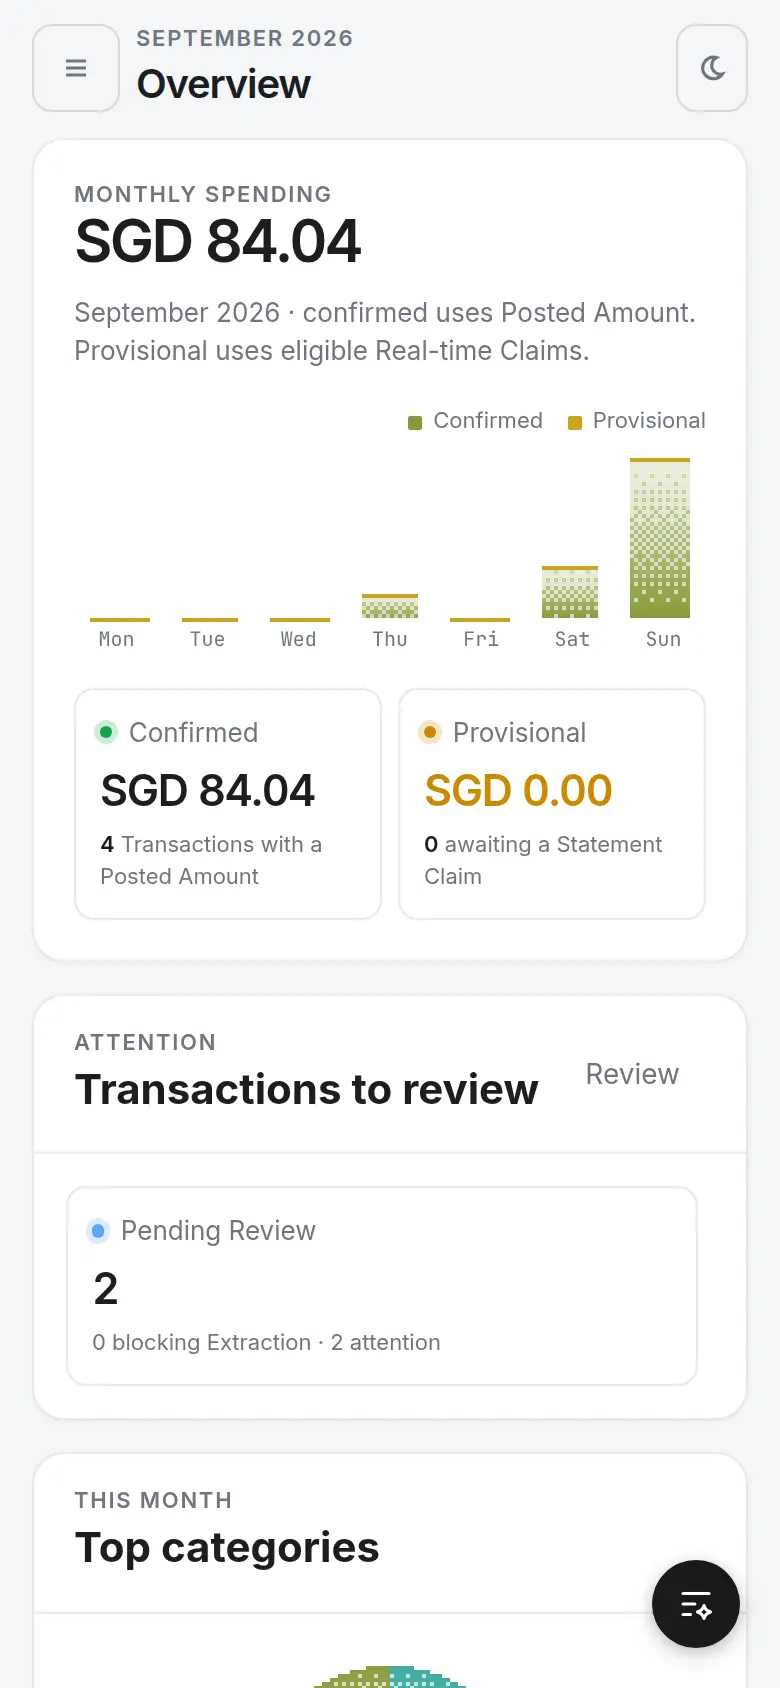 SEPTEMBER 2026
Overview
MONTHLY SPENDING
SGD 84.04
September 2026 · confirmed uses Posted Amount.
Provisional uses eligible Real-time Claims.
Confirmed
Provisional
Mon
Tue
Wed
Thu
Fri
Sat
Sun
Confirmed
SGD 84.04
4 Transactions with a
Posted Amount
Provisional
SGD 0.00
0 awaiting a Statement
Claim
ATTENTION
Transactions to review
Review
Pending Review
2
0 blocking Extraction · 2 attention
THIS MONTH
Top categories